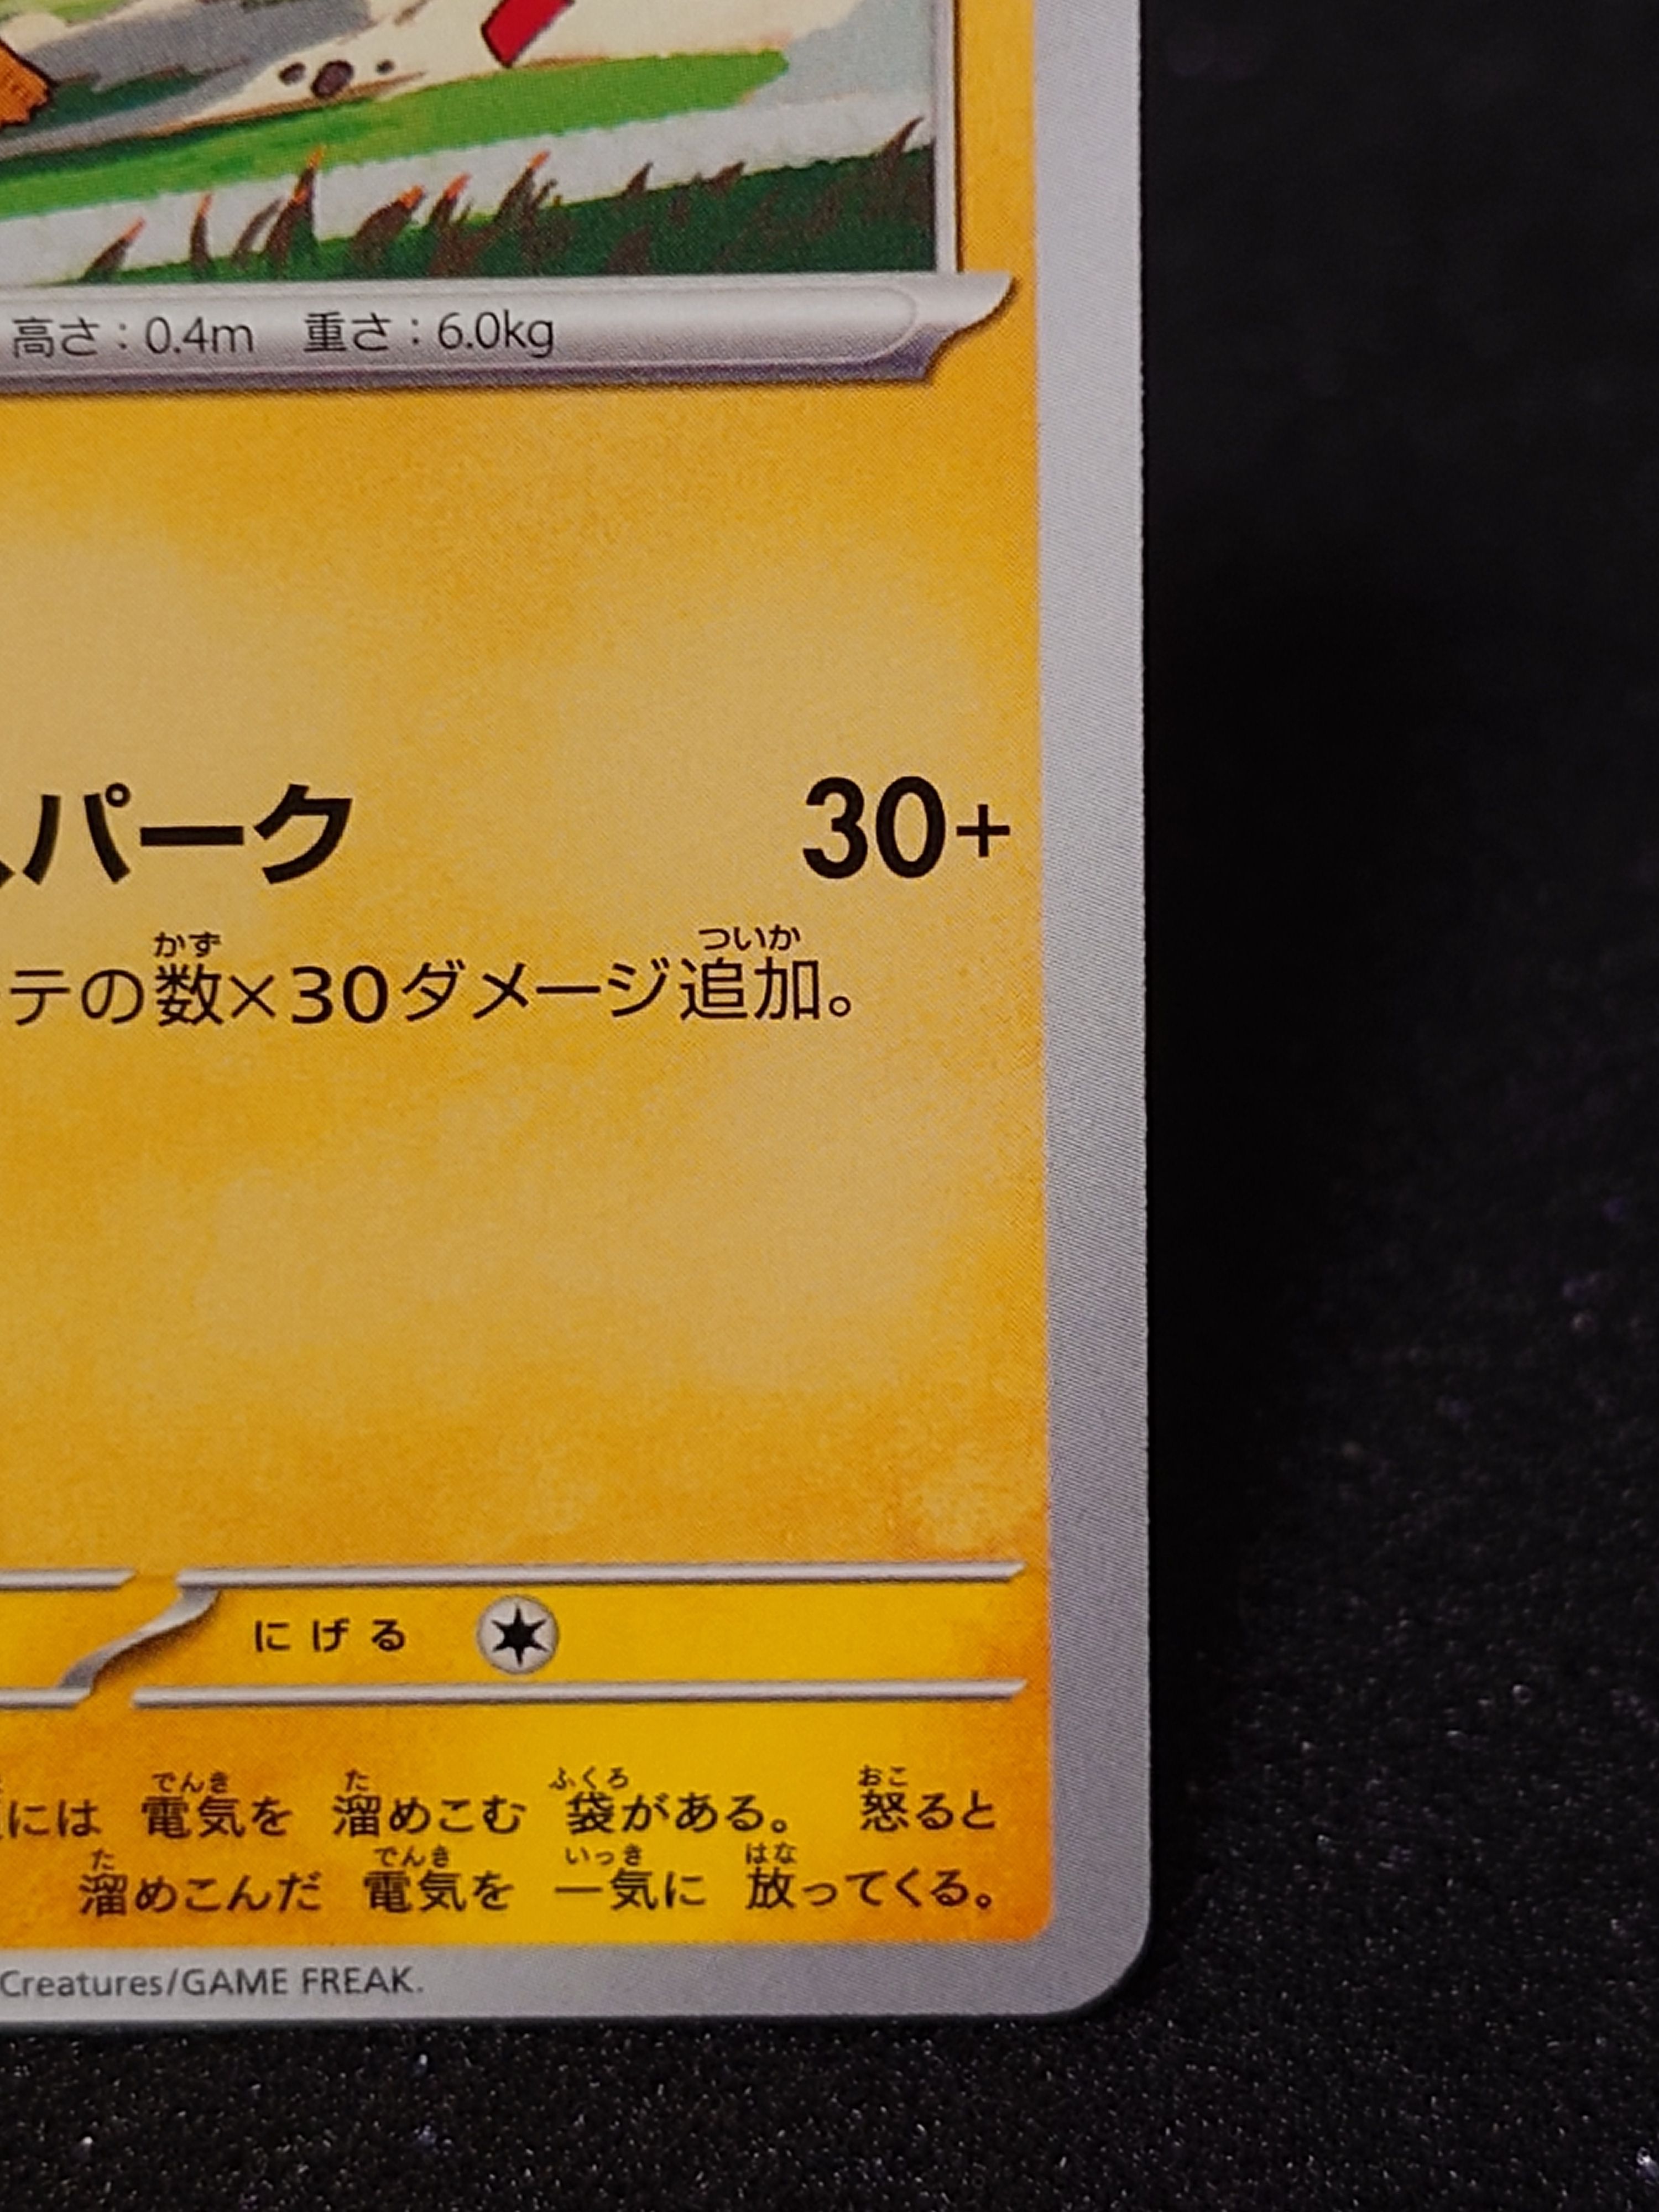 高さ：0.4m 重さ：6.0kg
スパーク 30+
テの数×30ダメージ追加。
かず ついか
にげる
には 電気を 溜めこむ 袋がある。 怒ると
でんき た ふくろ おこ
溜めこんだ 電気を 一気に 放ってくる。
た でんき いっき はな
Creatures/GAME FREAK.